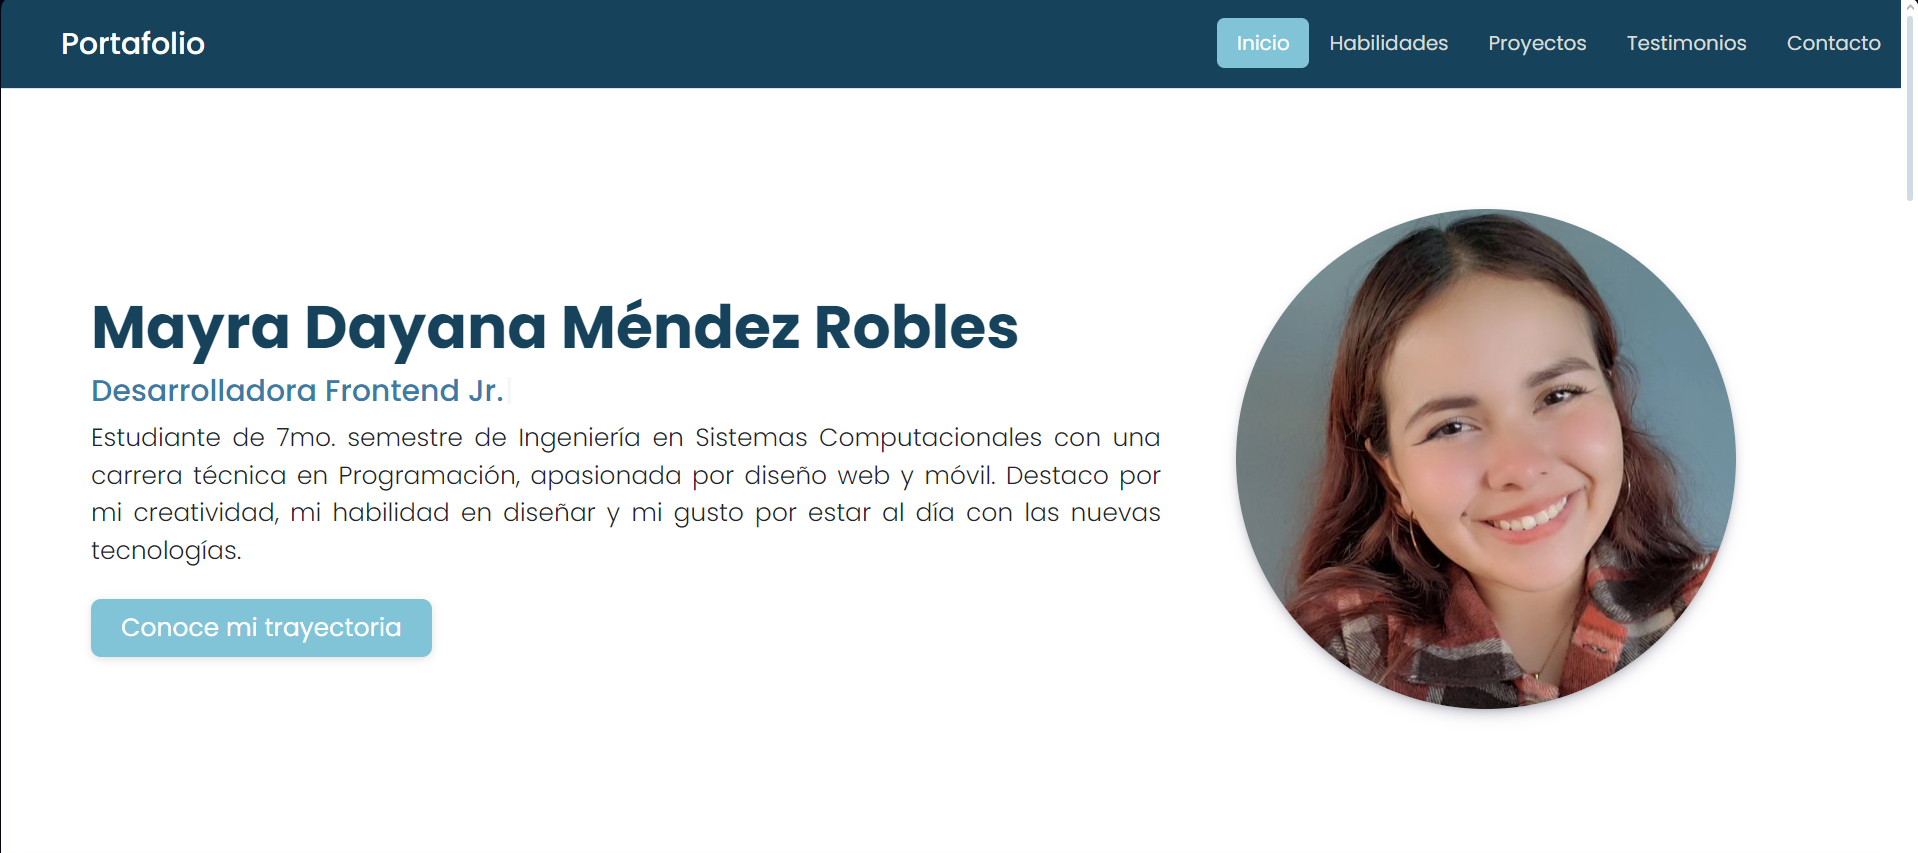 Portafolio
Inicio Habilidades Proyectos Testimonios Contacto
Mayra Dayana Méndez Robles
Desarrolladora Frontend Jr.
Estudiante de 7mo. semestre de Ingeniería en Sistemas Computacionales con una
carrera técnica en Programación, apasionada por diseño web y móvil. Destaco por
mi creatividad, mi habilidad en diseñar y mi gusto por estar al día con las nuevas
tecnologías.
Conoce mi trayectoria